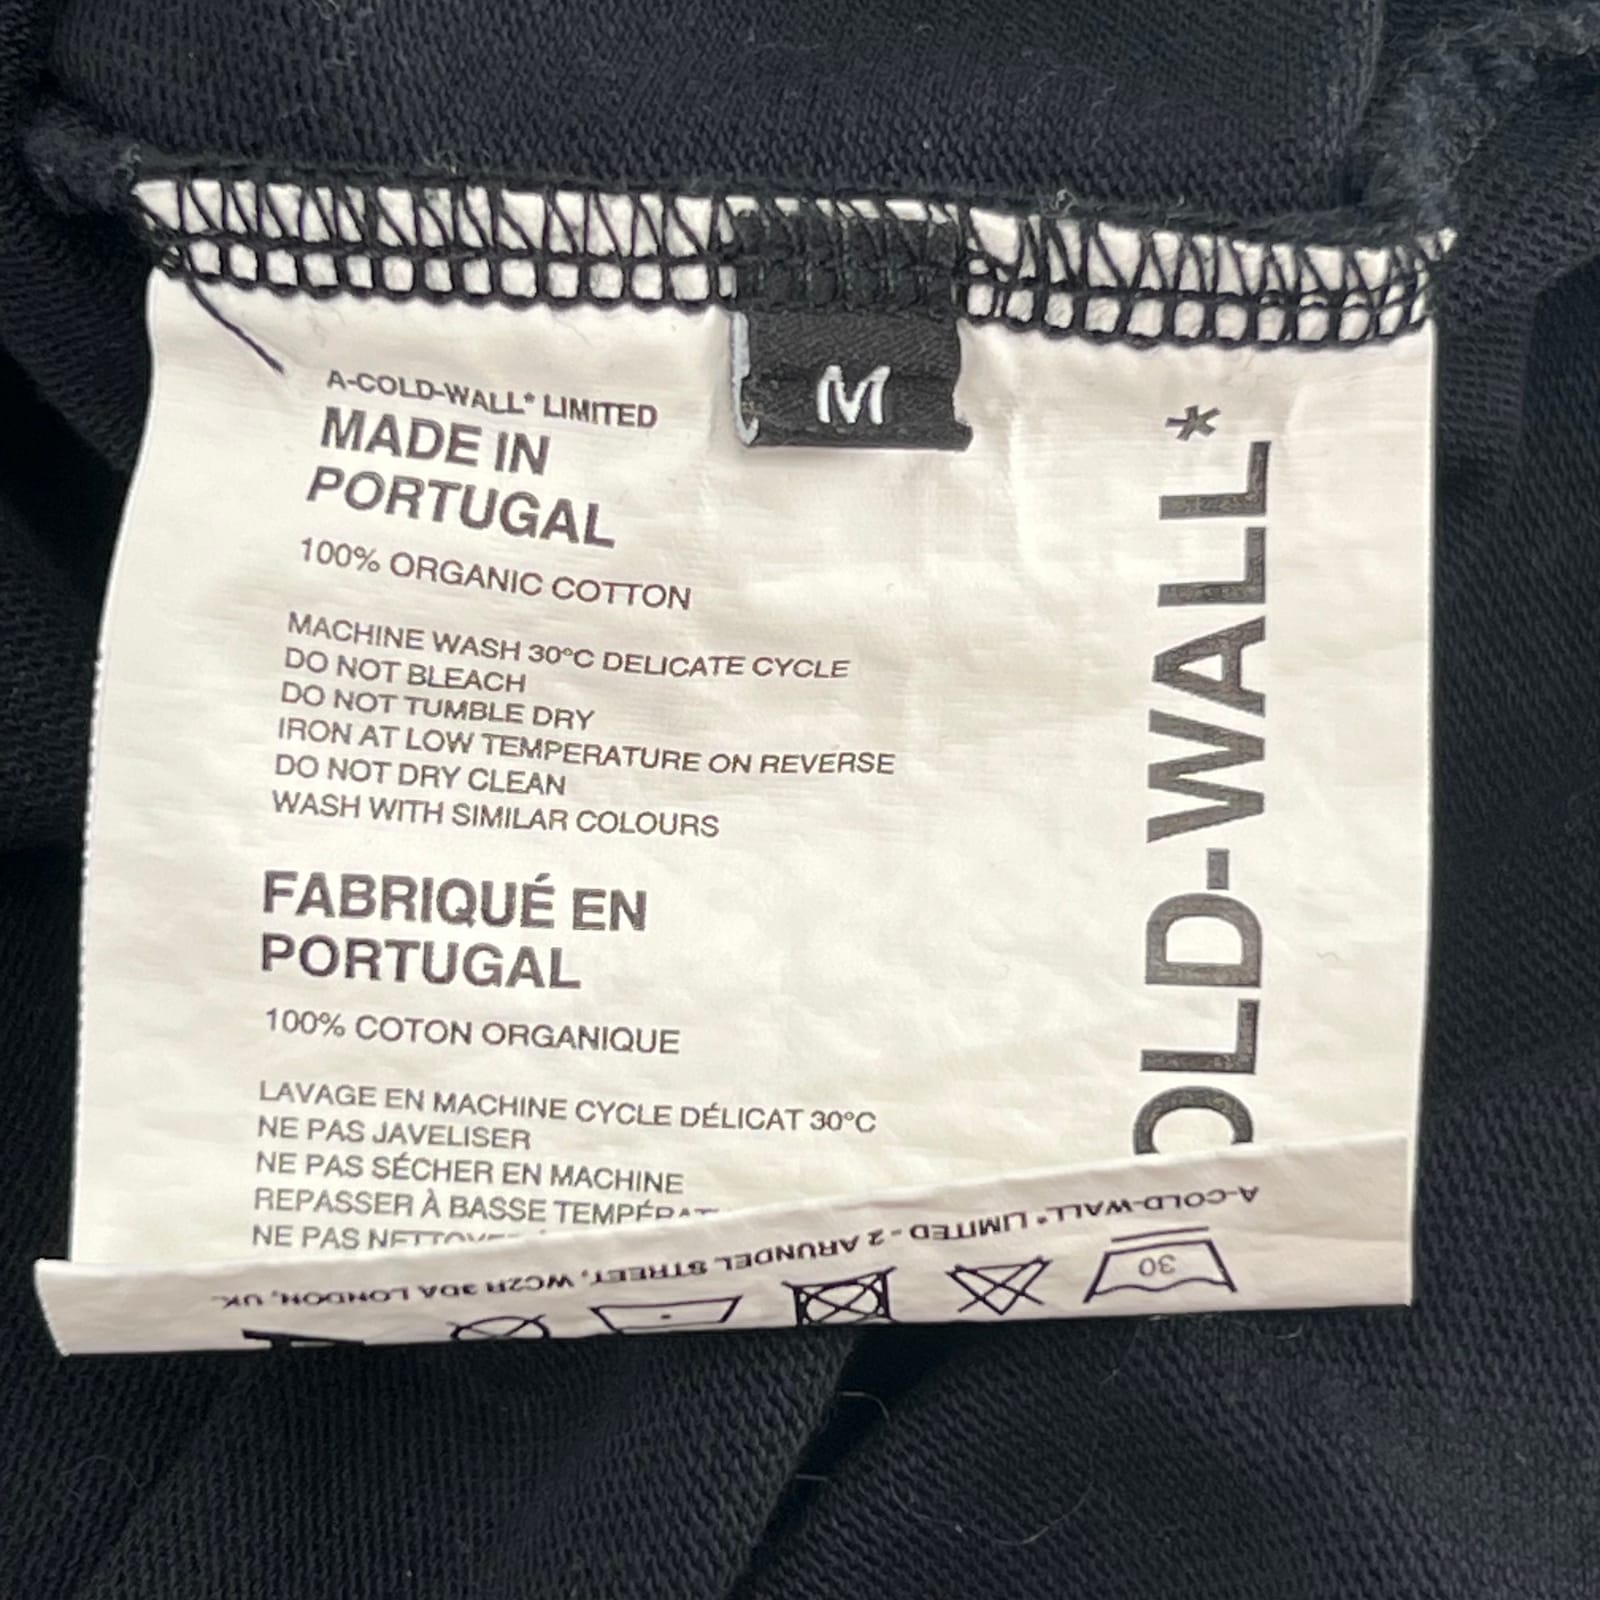 M
A-COLD-WALL* LIMITED
MADE IN
PORTUGAL
100% ORGANIC COTTON
MACHINE WASH 30°C DELICATE CYCLE
DO NOT BLEACH
DO NOT TUMBLE DRY
IRON AT LOW TEMPERATURE ON REVERSE
DO NOT DRY CLEAN
WASH WITH SIMILAR COLOURS
FABRIQUÉ EN
PORTUGAL
100% COTON ORGANIQUE
LAVAGE EN MACHINE CYCLE DÉLICAT 30°C
NE PAS JAVELISER
NE PAS SÉCHER EN MACHINE
REPASSER À BASSE
NE PAS
OLD-WALL*
A-COLD-WALL* LIMITED - 2 ARUNDEL STREET, WC2R 3DA LONDON, UK.
30